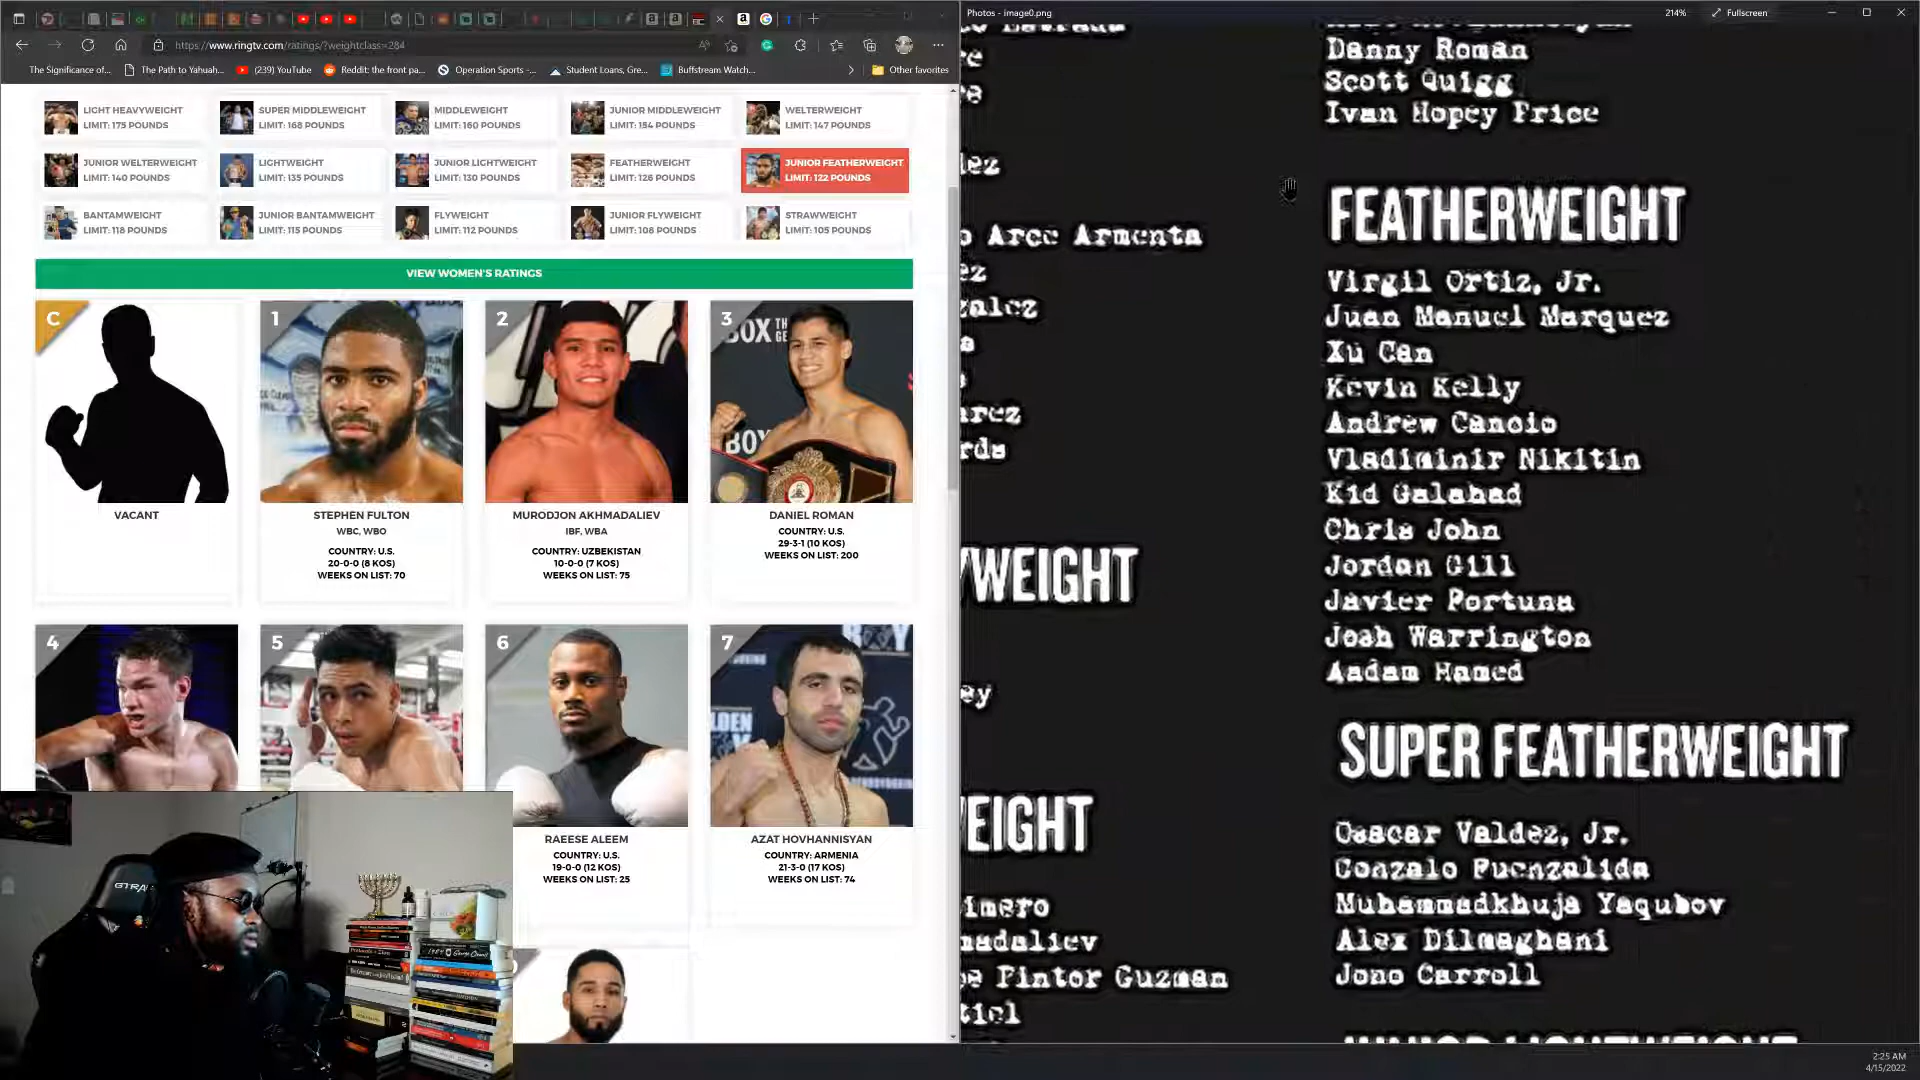 https://www.ringtv.com/ratings/?weightclass=284
The Significance of...
The Path to Yahuah...
(239) YouTube
Reddit: the front pa...
Operation Sports -...
Student Loans, Gre...
Buffstream Watch...
Other favorites
LIGHT HEAVYWEIGHT
LIMIT: 175 POUNDS
SUPER MIDDLEWEIGHT
LIMIT: 168 POUNDS
MIDDLEWEIGHT
LIMIT: 160 POUNDS
JUNIOR MIDDLEWEIGHT
LIMIT: 154 POUNDS
WELTERWEIGHT
LIMIT: 147 POUNDS
JUNIOR WELTERWEIGHT
LIMIT: 140 POUNDS
LIGHTWEIGHT
LIMIT: 135 POUNDS
JUNIOR LIGHTWEIGHT
LIMIT: 130 POUNDS
FEATHERWEIGHT
LIMIT: 126 POUNDS
JUNIOR FEATHERWEIGHT
LIMIT: 122 POUNDS
BANTAMWEIGHT
LIMIT: 118 POUNDS
JUNIOR BANTAMWEIGHT
LIMIT: 115 POUNDS
FLYWEIGHT
LIMIT: 112 POUNDS
JUNIOR FLYWEIGHT
LIMIT: 108 POUNDS
STRAWWEIGHT
LIMIT: 105 POUNDS
VIEW WOMEN'S RATINGS
C
VACANT
1
STEPHEN FULTON
WBC, WBO
COUNTRY: U.S.
20-0-0 (8 KOS)
WEEKS ON LIST: 70
2
MURODJON AKHMADALIEV
IBF, WBA
COUNTRY: UZBEKISTAN
10-0-0 (7 KOS)
WEEKS ON LIST: 75
3
DANIEL ROMAN
COUNTRY: U.S.
29-3-1 (10 KOS)
WEEKS ON LIST: 200
4
5
6
RAEESE ALEEM
COUNTRY: U.S.
19-0-0 (12 KOS)
WEEKS ON LIST: 25
7
AZAT HOVHANNISYAN
COUNTRY: ARMENIA
21-3-0 (17 KOS)
WEEKS ON LIST: 74
Photos - image0.png
214%
Fullscreen
Danny Roman
Scott Quigg
Ivan Hopey Price
FEATHERWEIGHT
Virgil Ortiz, Jr.
Juan Manuel Marquez
Xu Can
Kevin Kelly
Andrew Cancio
Vladiminir Nikitin
Kid Galahad
Chris John
Jordan Gill
Javier Fortuna
Josh Warrington
Aadam Hamed
SUPER FEATHERWEIGHT
Osscar Valdez, Jr.
Gonzalo Fuenzalida
Muhammadkhuja Yaqubov
Alex Dilmaghani
Jono Carroll
o Arce Armenta
YWEIGHT
EIGHT
madaliev
pe Pintor Guzman
2:25 AM
4/15/2022